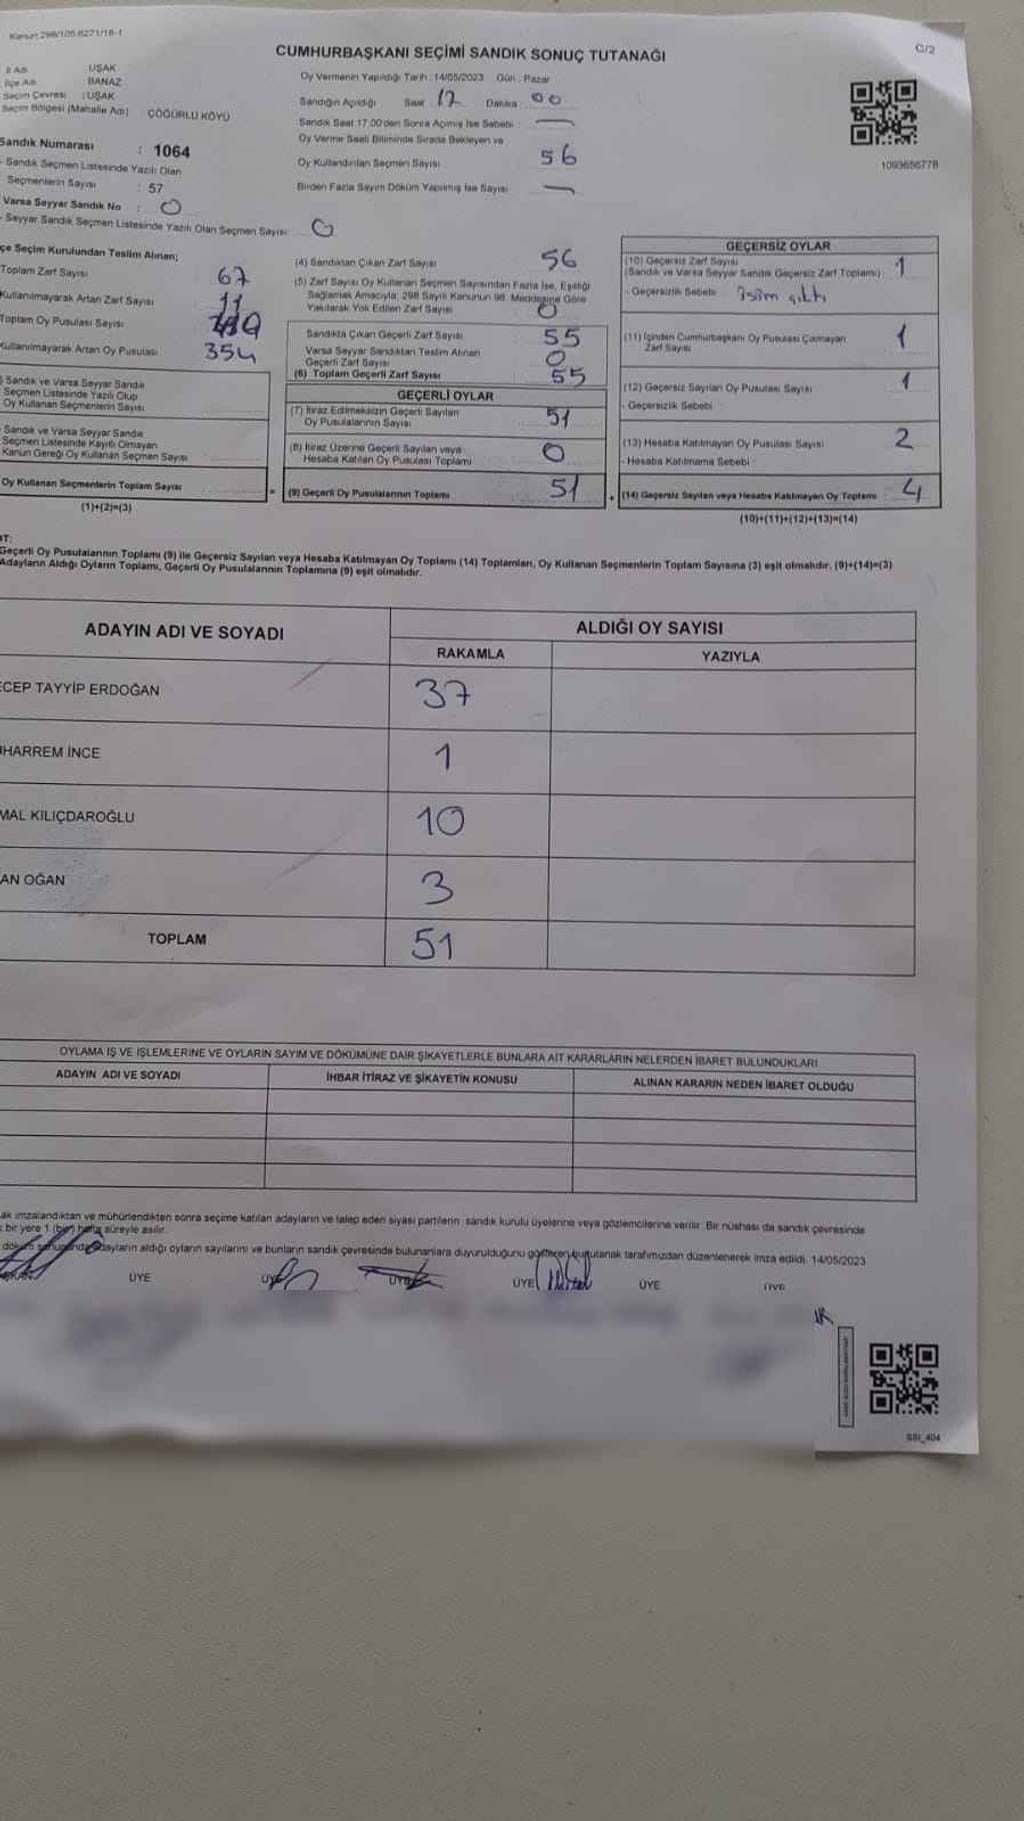 Kanun:298/105-6271/18-1
C/2
CUMHURBAŞKANI SEÇİMİ SANDIK SONUÇ TUTANAĞI
İl Adı : UŞAK
İlçe Adı : BANAZ
Seçim Çevresi : UŞAK
Seçim Bölgesi (Mahalle Adı) ÇÖĞÜRLÜ KÖYÜ
Sandık Numarası : 1064
- Sandık Seçmen Listesinde Yazılı Olan
Seçmenlerin Sayısı : 57
Varsa Seyyar Sandık No : 0
- Seyyar Sandık Seçmen Listesinde Yazılı Olan Seçmen Sayısı: 0
Oy Vermenin Yapıldığı Tarih : 14/05/2023 Gün : Pazar
Sandığın Açıldığı Saat 17 Dakika 00
Sandık Saat 17.00'den Sonra Açılmış İse Sebebi : —
Oy Verme Saati Bitiminde Sırada Bekleyen ve
Oy Kullandırılan Seçmen Sayısı 56
Birden Fazla Sayım Döküm Yapılmış İse Sayısı —
1093656778
çe Seçim Kurulundan Teslim Alınan;
Toplam Zarf Sayısı 67
Kullanılmayarak Artan Zarf Sayısı 11
Toplam Oy Pusulası Sayısı
Kullanılmayarak Artan Oy Pusulası 354
(4) Sandıktan Çıkan Zarf Sayısı 56
(5) Zarf Sayısı Oy Kullanan Seçmen Sayısından Fazla İse, Eşitliği
Sağlamak Amacıyla, 298 Sayılı Kanunun 98. Maddesine Göre
Yakılarak Yok Edilen Zarf Sayısı 0
Sandıkta Çıkan Geçerli Zarf Sayısı 55
Varsa Seyyar Sandıktan Teslim Alınan
Geçerli Zarf Sayısı 0
(6) Toplam Geçerli Zarf Sayısı 55
GEÇERLİ OYLAR
(7) İtiraz Edilmeksizin Geçerli Sayılan
Oy Pusulalarının Sayısı 51
(8) İtiraz Üzerine Geçerli Sayılan veya
Hesaba Katılan Oy Pusulası Toplamı 0
(9) Geçerli Oy Pusulalarının Toplamı 51
GEÇERSİZ OYLAR
(10) Geçersiz Zarf Sayısı
(Sandık ve Varsa Seyyar Sandık Geçersiz Zarf Toplamı) 1
- Geçersizlik Sebebi : isim çıktı
(11) İçinden Cumhurbaşkanı Oy Pusulası Çıkmayan
Zarf Sayısı 1
(12) Geçersiz Sayılan Oy Pusulası Sayısı 1
- Geçersizlik Sebebi :
(13) Hesaba Katılmayan Oy Pusulası Sayısı 2
- Hesaba Katılmama Sebebi :
+ (14) Geçersiz Sayılan veya Hesaba Katılmayan Oy Toplamı : 4
(10)+(11)+(12)+(13)=(14)
) Sandık ve Varsa Seyyar Sandık
Seçmen Listesinde Yazılı Olup
Oy Kullanan Seçmenlerin Sayısı
- Sandık ve Varsa Seyyar Sandık
Seçmen Listesinde Kayıtlı Olmayan
Kanun Gereği Oy Kullanan Seçmen Sayısı
Oy Kullanan Seçmenlerin Toplam Sayısı =
(1)+(2)=(3)
OT:
Geçerli Oy Pusulalarının Toplamı (9) ile Geçersiz Sayılan veya Hesaba Katılmayan Oy Toplamı (14) Toplamları, Oy Kullanan Seçmenlerin Toplam Sayısına (3) eşit olmalıdır. (9)+(14)=(3)
Adayların Aldığı Oyların Toplamı, Geçerli Oy Pusulalarının Toplamına (9) eşit olmalıdır.
ADAYIN ADI VE SOYADI
ALDIĞI OY SAYISI
RAKAMLA YAZIYLA
ECEP TAYYİP ERDOĞAN 37
UHARREM İNCE 1
MAL KILIÇDAROĞLU 10
AN OĞAN 3
TOPLAM 51
OYLAMA İŞ VE İŞLEMLERİNE VE OYLARIN SAYIM VE DÖKÜMÜNE DAİR ŞİKAYETLERLE BUNLARA AİT KARARLARIN NELERDEN İBARET BULUNDUKLARI
ADAYIN ADI VE SOYADI İHBAR İTİRAZ VE ŞİKAYETİN KONUSU ALINAN KARARIN NEDEN İBARET OLDUĞU
ak imzalandıktan ve mühürlendikten sonra seçime katılan adayların ve talep eden siyasi partilerin sandık kurulu üyelerine veya gözlemcilerine verilir. Bir nüshası da sandık çevresinde
bir yere 1 (bir) hafta süreyle asılır.
döküm sonucunda adayların aldığı oyların sayılarını ve bunların sandık çevresinde bulunanlara duyurulduğunu gösteren bu tutanak tarafımızdan düzenlenerek imza edildi. 14/05/2023
ÜYE ÜYE ÜYE ÜYE ÜYE ÜYE
SSI_404